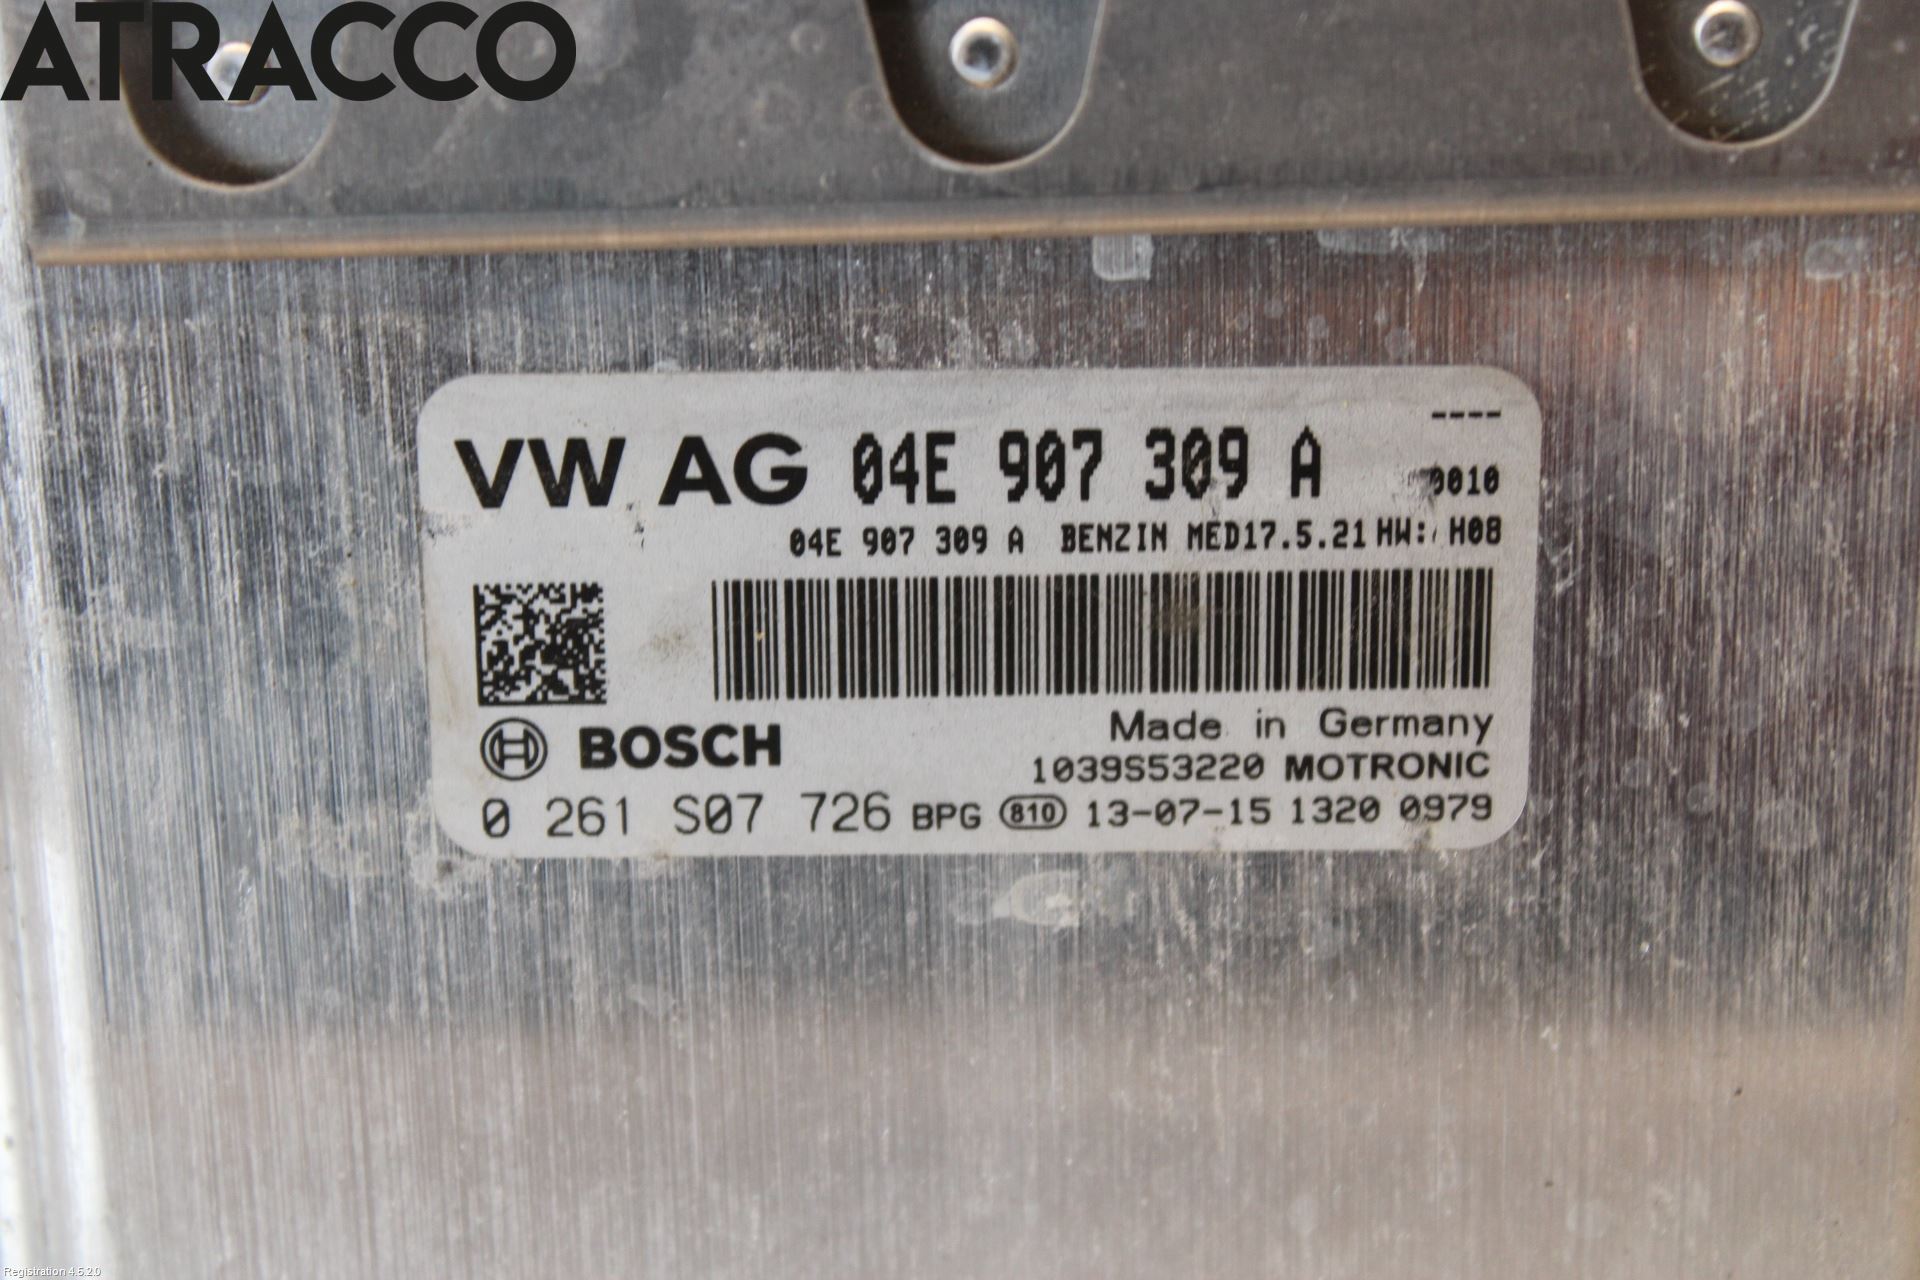 ATRACCO
----
VW AG 04E 907 309 A 0010
04E 907 309 A BENZIN MED17.5.21 HW: H08
BOSCH
Made in Germany
1039S53220 MOTRONIC
0 261 S07 726 BPG 810 13-07-15 1320 0979
Registration 4.5.2.0